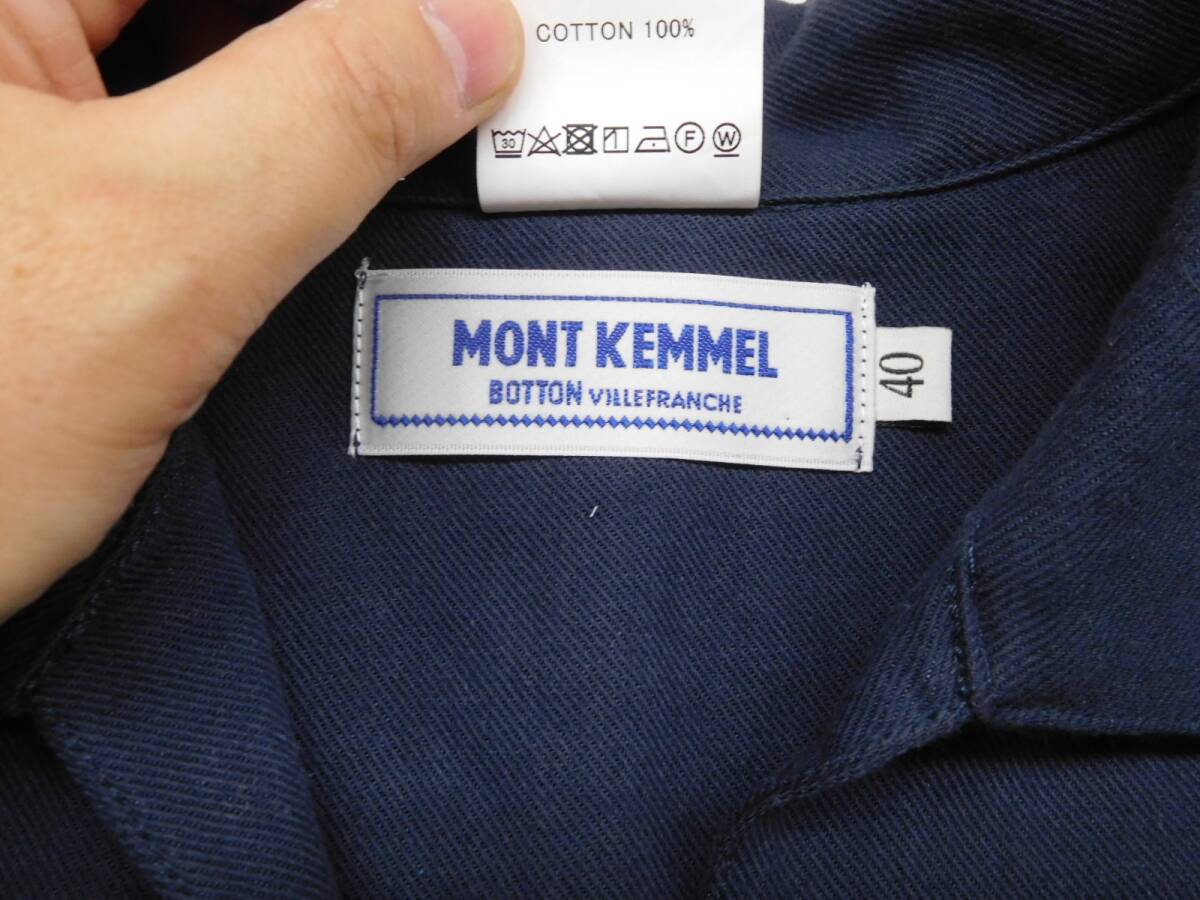 COTTON 100%
30 F W
MONT KEMMEL
BOTTON VILLEFRANCHE
40